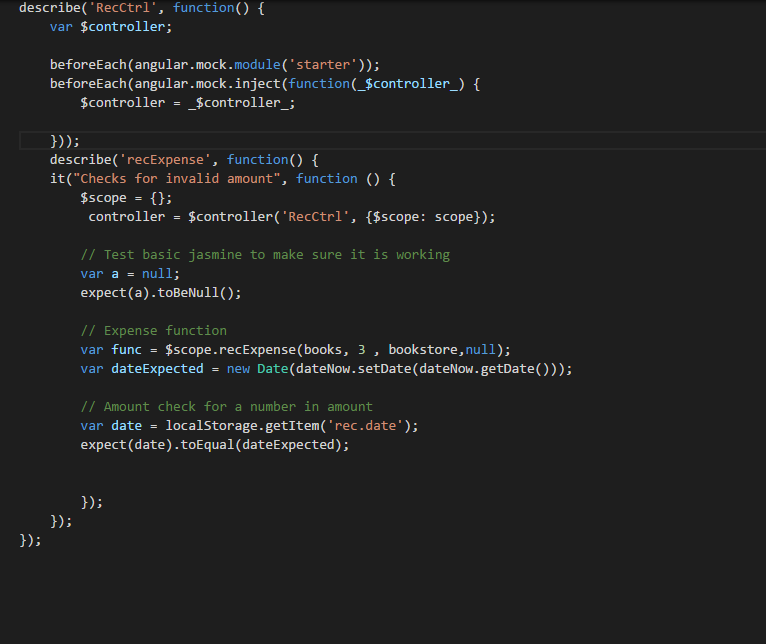 describe('RecCtrl', function() {
    var $controller;

    beforeEach(angular.mock.module('starter'));
    beforeEach(angular.mock.inject(function(_$controller_) {
        $controller = _$controller_;

    }));
    describe('recExpense', function() {
    it("Checks for invalid amount", function () {
        $scope = {};
         controller = $controller('RecCtrl', {$scope: scope});

        // Test basic jasmine to make sure it is working
        var a = null;
        expect(a).toBeNull();

        // Expense function
        var func = $scope.recExpense(books, 3 , bookstore,null);
        var dateExpected = new Date(dateNow.setDate(dateNow.getDate()));

        // Amount check for a number in amount
        var date = localStorage.getItem('rec.date');
        expect(date).toEqual(dateExpected);


        });
    });
});